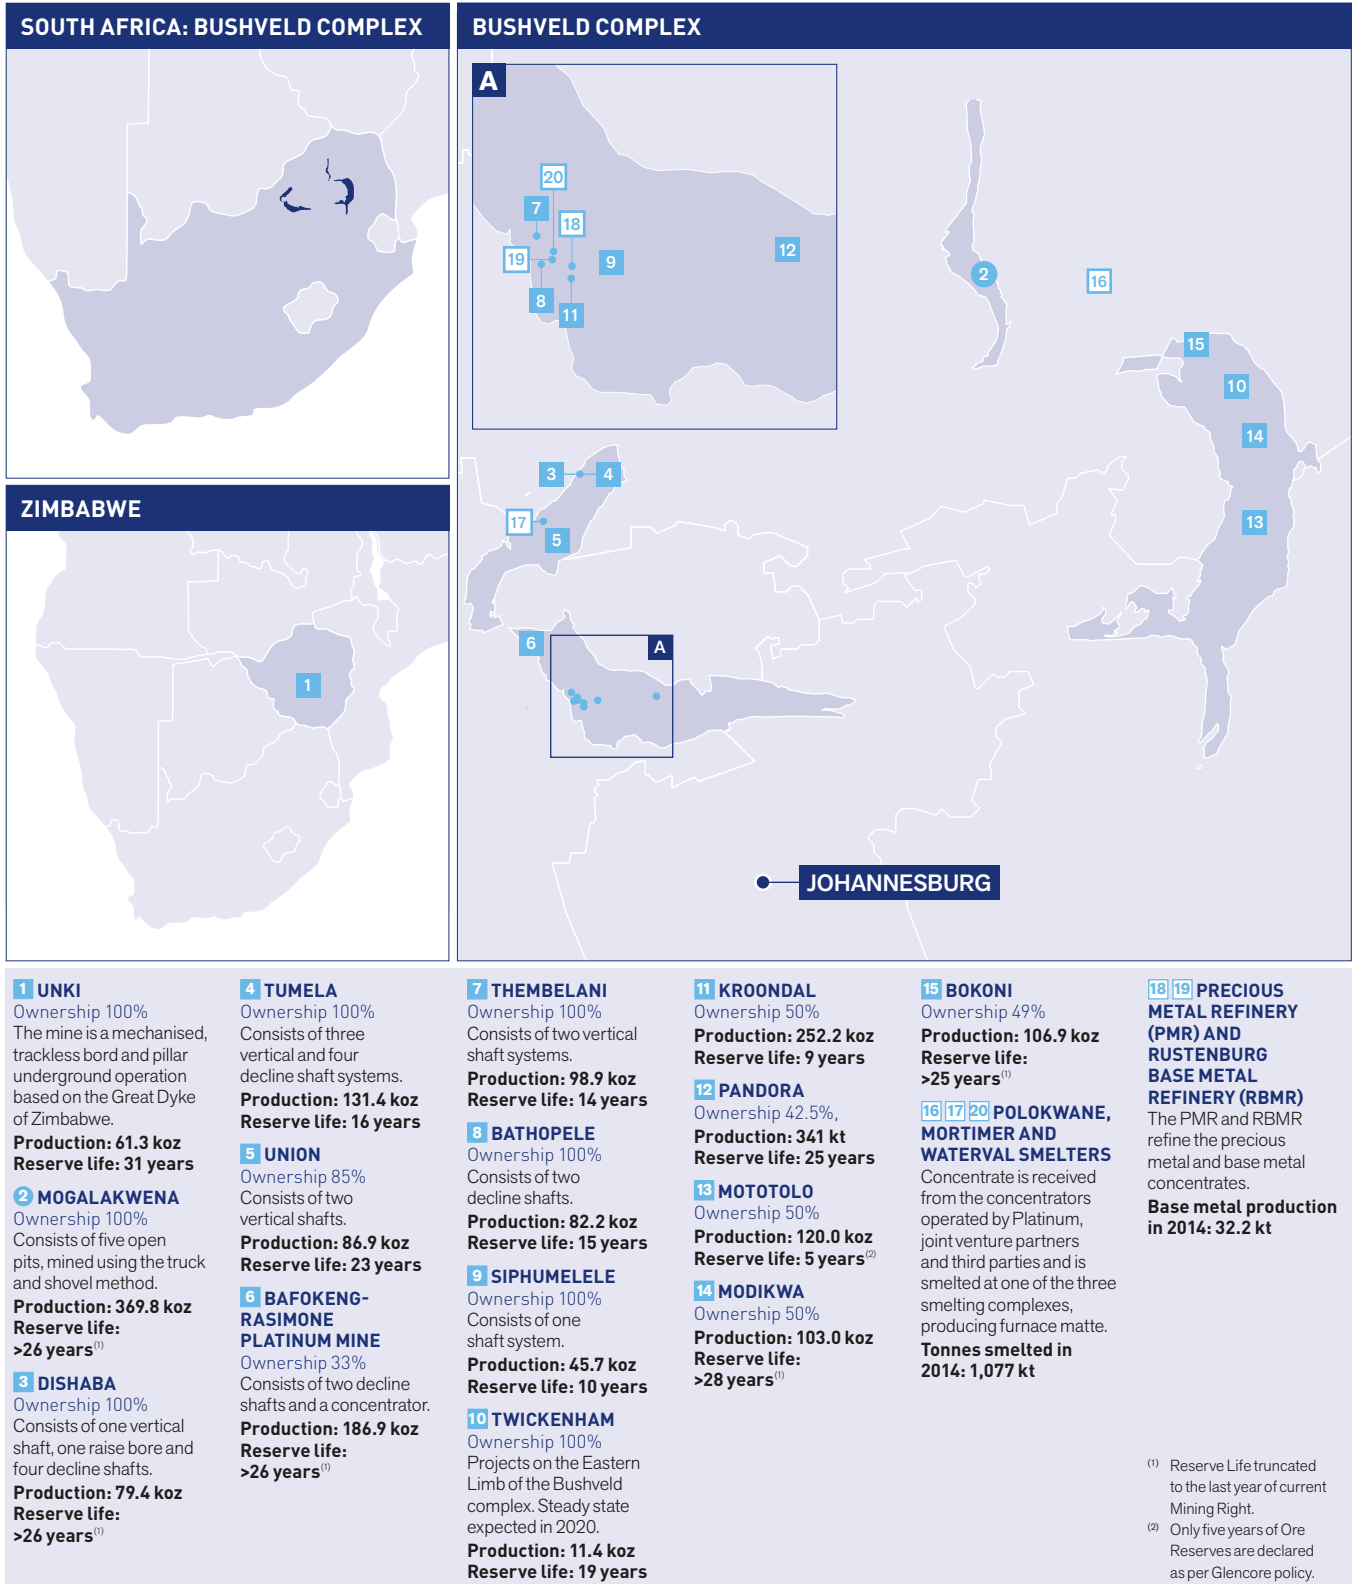 SOUTH AFRICA: BUSHVELD COMPLEX
BUSHVELD COMPLEX
A
20
7
18
19
9
12
8
11
2
16
15
10
14
13
3
4
17
5
6
A
JOHANNESBURG
ZIMBABWE
1
1 UNKI
Ownership 100%
The mine is a mechanised,
trackless bord and pillar
underground operation
based on the Great Dyke
of Zimbabwe.
Production: 61.3 koz
Reserve life: 31 years
2 MOGALAKWENA
Ownership 100%
Consists of five open
pits, mined using the truck
and shovel method.
Production: 369.8 koz
Reserve life:
>26 years(1)
3 DISHABA
Ownership 100%
Consists of one vertical
shaft, one raise bore and
four decline shafts.
Production: 79.4 koz
Reserve life:
>26 years(1)
4 TUMELA
Ownership 100%
Consists of three
vertical and four
decline shaft systems.
Production: 131.4 koz
Reserve life: 16 years
5 UNION
Ownership 85%
Consists of two
vertical shafts.
Production: 86.9 koz
Reserve life: 23 years
6 BAFOKENG-
RASIMONE
PLATINUM MINE
Ownership 33%
Consists of two decline
shafts and a concentrator.
Production: 186.9 koz
Reserve life:
>26 years(1)
7 THEMBELANI
Ownership 100%
Consists of two vertical
shaft systems.
Production: 98.9 koz
Reserve life: 14 years
8 BATHOPELE
Ownership 100%
Consists of two
decline shafts.
Production: 82.2 koz
Reserve life: 15 years
9 SIPHUMELELE
Ownership 100%
Consists of one
shaft system.
Production: 45.7 koz
Reserve life: 10 years
10 TWICKENHAM
Ownership 100%
Projects on the Eastern
Limb of the Bushveld
complex. Steady state
expected in 2020.
Production: 11.4 koz
Reserve life: 19 years
11 KROONDAL
Ownership 50%
Production: 252.2 koz
Reserve life: 9 years
12 PANDORA
Ownership 42.5%,
Production: 341 kt
Reserve life: 25 years
13 MOTOTOLO
Ownership 50%
Production: 120.0 koz
Reserve life: 5 years(2)
14 MODIKWA
Ownership 50%
Production: 103.0 koz
Reserve life:
>28 years(1)
15 BOKONI
Ownership 49%
Production: 106.9 koz
Reserve life:
>25 years(1)
16 17 20 POLOKWANE,
MORTIMER AND
WATERVAL SMELTERS
Concentrate is received
from the concentrators
operated by Platinum,
joint venture partners
and third parties and is
smelted at one of the three
smelting complexes,
producing furnace matte.
Tonnes smelted in
2014: 1,077 kt
18 19 PRECIOUS
METAL REFINERY
(PMR) AND
RUSTENBURG
BASE METAL
REFINERY (RBMR)
The PMR and RBMR
refine the precious
metal and base metal
concentrates.
Base metal production
in 2014: 32.2 kt
(1) Reserve Life truncated
to the last year of current
Mining Right.
(2) Only five years of Ore
Reserves are declared
as per Glencore policy.